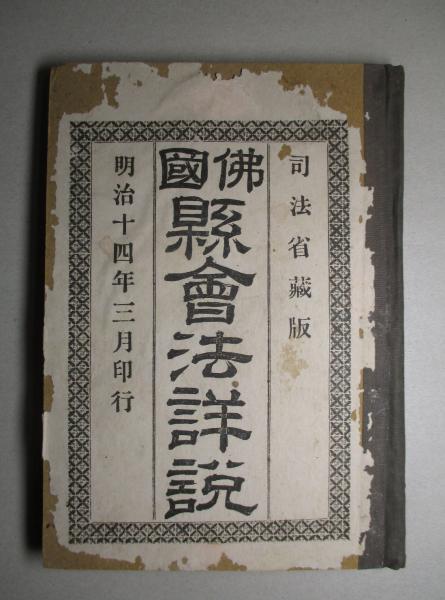 司法省藏版
佛國縣會法詳説
明治十四年三月印行